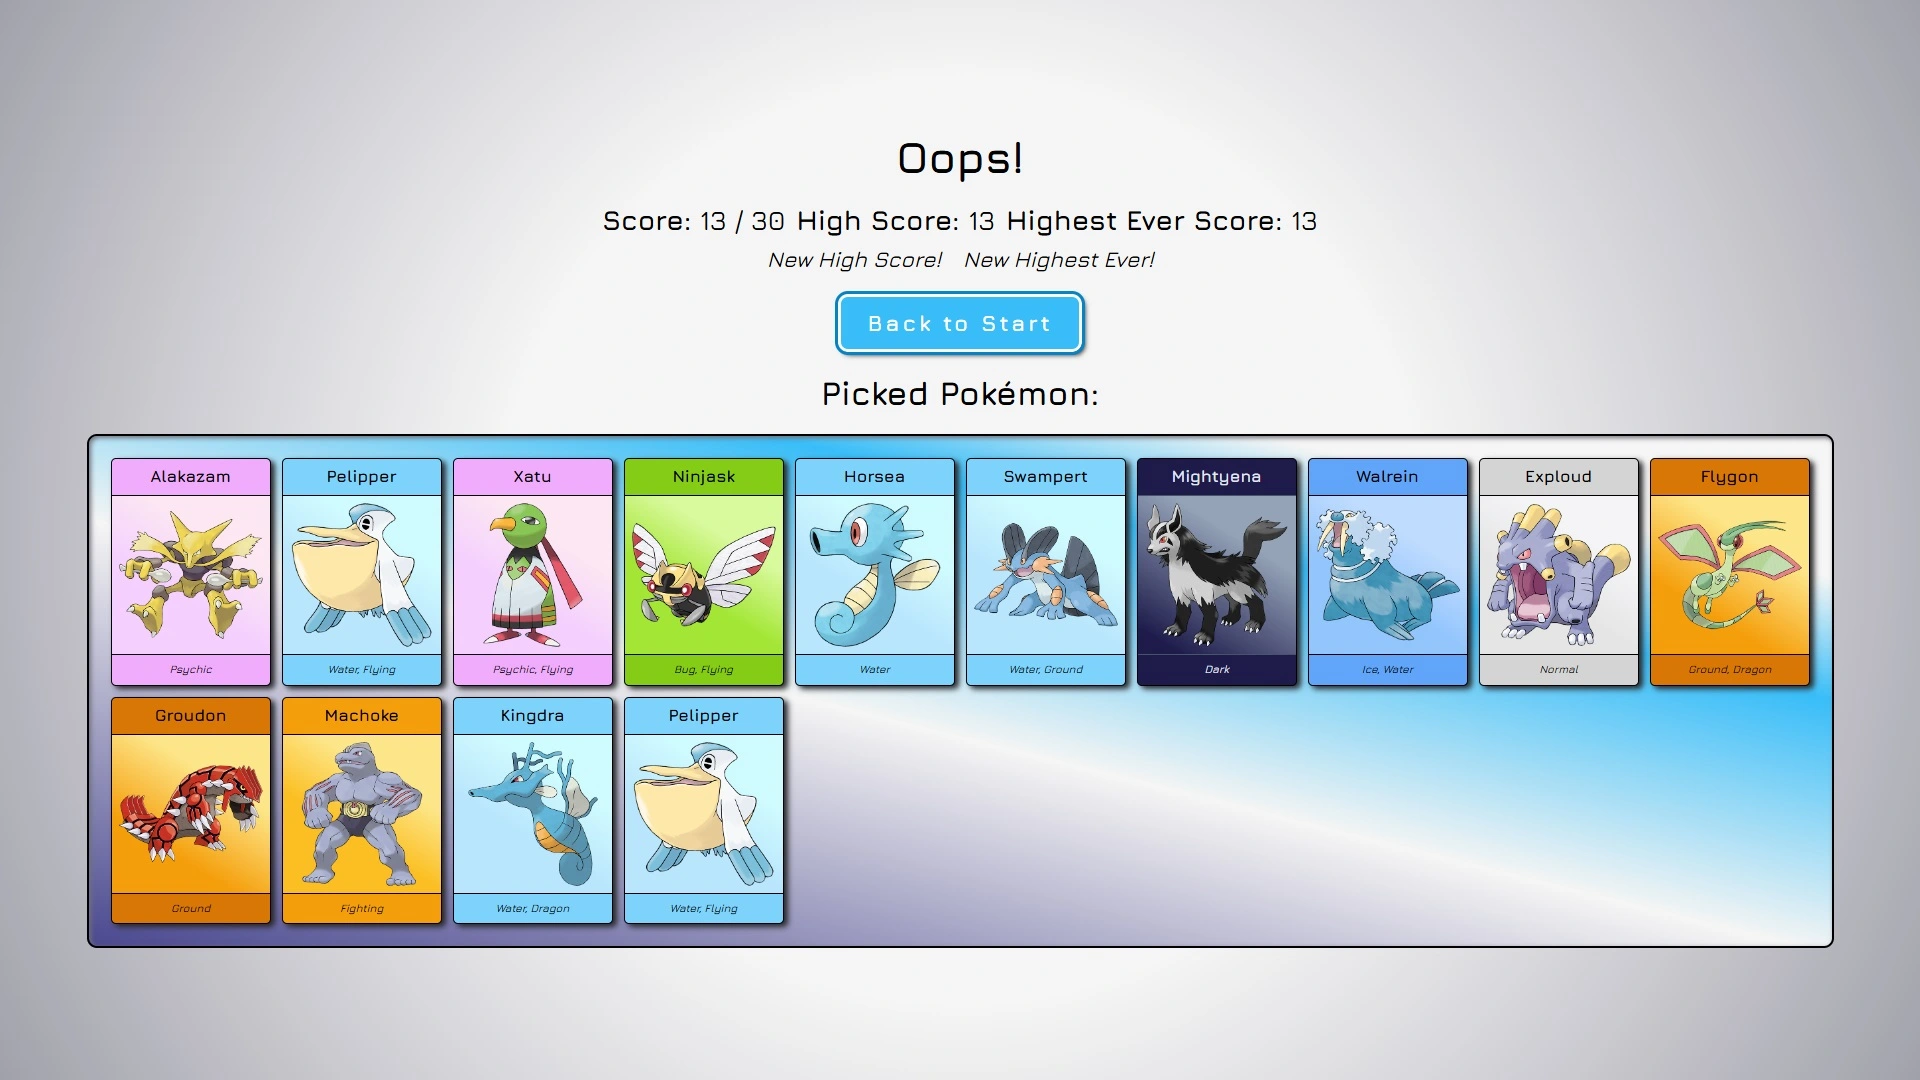 Oops!
Score: 13 / 30 High Score: 13 Highest Ever Score: 13
New High Score! New Highest Ever!
Back to Start
Picked Pokémon:
Alakazam
Psychic
Pelipper
Water, Flying
Xatu
Psychic, Flying
Ninjask
Bug, Flying
Horsea
Water
Swampert
Water, Ground
Mightyena
Dark
Walrein
Ice, Water
Exploud
Normal
Flygon
Ground, Dragon
Groudon
Ground
Machoke
Fighting
Kingdra
Water, Dragon
Pelipper
Water, Flying